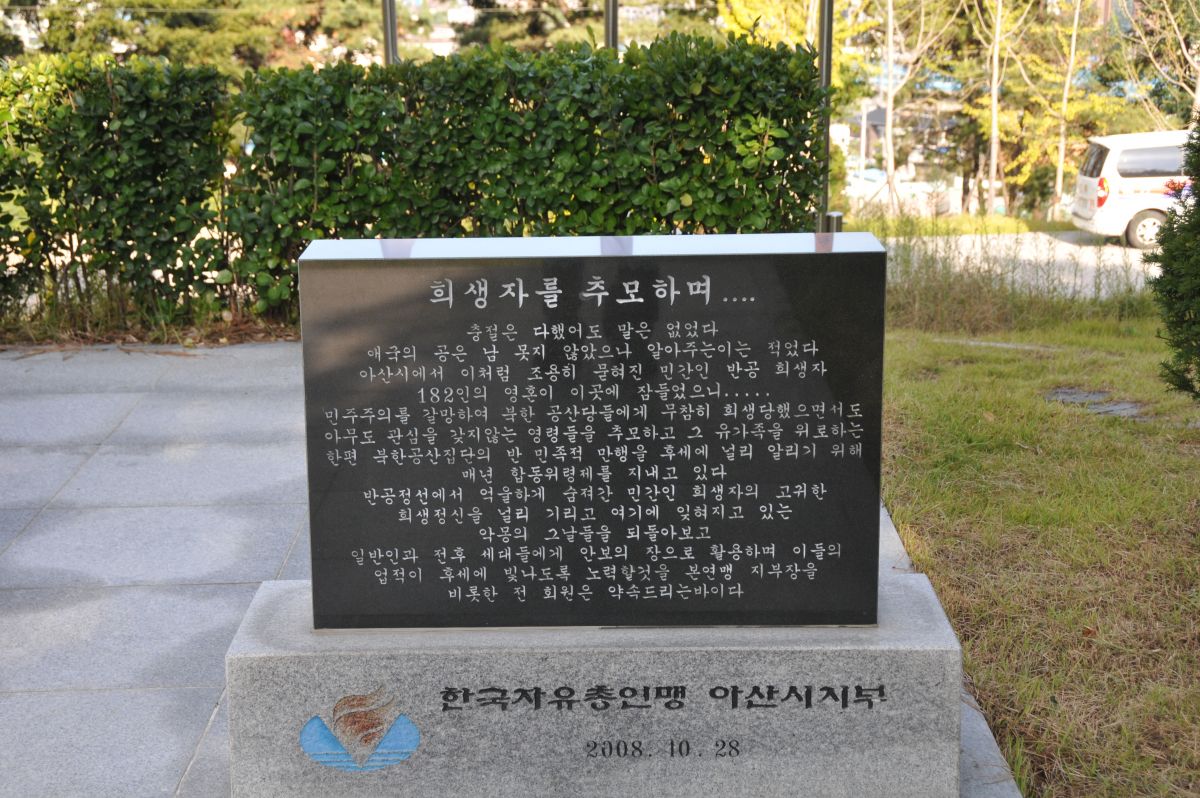 희생자를 추모하며....
충절은 다했어도 말은 없었다
애국의 공은 남 못지 않았으나 알아주는이는 적었다
아산시에서 이처럼 조용히 묻혀진 민간인 반공 희생자
182인의 영혼이 이곳에 잠들었으니.....
민주주의를 갈망하여 북한 공산당들에게 무참히 희생당했으면서도
아무도 관심을 갖지않는 영령들을 추모하고 그 유가족을 위로하는
한편 북한공산집단의 반 민족적 만행을 후세에 널리 알리기 위해
매년 합동위령제를 지내고 있다
반공정선에서 억울하게 숨져간 민간인 희생자의 고귀한
희생정신을 널리 기리고 여기에 잊혀지고 있는
악몽의 그날들을 되돌아보고
일반인과 전후 세대들에게 안보의 장으로 활용하며 이들의
업적이 후세에 빛나도록 노력할것을 본연맹 지부장을
비롯한 전 회원은 약속드리는바이다
한국자유총연맹 아산시지부
2008. 10. 28